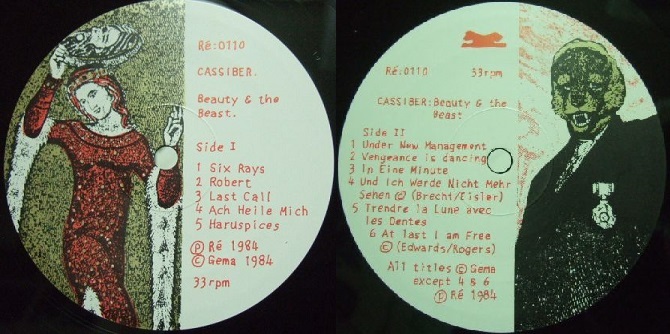 Ré:0110
CASSIBER.
Beauty & the
Beast.
Side I
1 Six Rays
2 Robert
3 Last Call
4 Ach Heile Mich
5 Haruspices
Ⓟ Ré 1984
© Gema 1984
33rpm
Ré:0110 33rpm
CASSIBER:Beauty & the
Beast
Side II
1 Under New Management
2 Vengeance is dancing
3 In Eine Minute
4 Und Ich Werde Nicht Mehr
Sehen © (Brecht/Eisler)
5 Trendre la Lune avec
les Dentes
6 At last I am Free
© (Edwards/Rogers)
All titles © Gema
except 4 & 6
Ⓟ Ré 1984